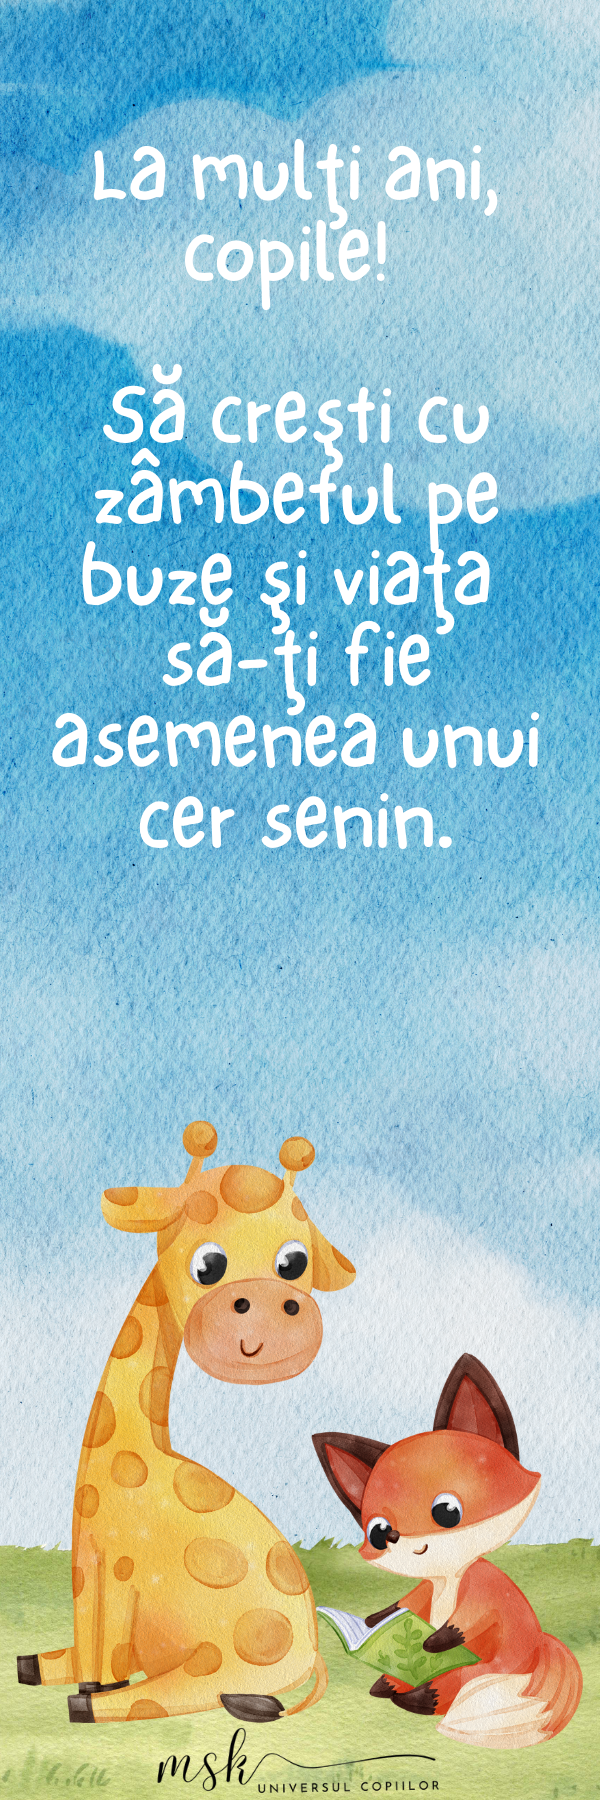 La mulţi ani,
copile!
Să creşti cu
zâmbetul pe
buze şi viaţa
să-ţi fie
asemenea unui
cer senin.
msk
UNIVERSUL COPIILOR